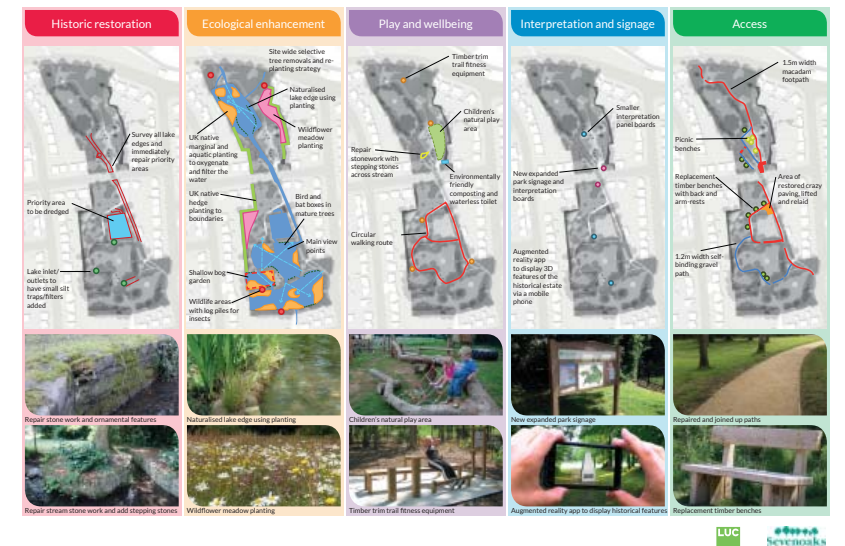 Historic restoration
Survey all lake
edges and
immediately
repair priority
areas
Priority area
to be dredged
Lake inlet/
outlets to
have small silt
traps/filters
added
Repair stone work and ornamental features
Repair stream stone work and add stepping stones
Ecological enhancement
Site wide selective
tree removals and re-
planting strategy
Naturalised
lake edge using
planting
Wildflower
meadow
planting
UK native
marginal and
aquatic planting
to oxygenate
and filter the
water
UK native
hedge
planting to
boundaries
Bird and
bat boxes in
mature trees
Main view
points
Shallow bog
garden
Wildlife areas
with log piles for
insects
Naturalised lake edge using planting
Wildflower meadow planting
Play and wellbeing
Timber trim
trail fitness
equipment
Children's
natural play
area
Repair
stonework with
stepping stones
across stream
Environmentally
friendly
composting and
waterless toilet
Circular
walking route
Children's natural play area
Timber trim trail fitness equipment
Interpretation and signage
Smaller
interpretation
panel boards
New expanded
park signage and
interpretation
boards
Augmented
reality app
to display 3D
features of the
historical estate
via a mobile
phone
New expanded park signage
Augmented reality app to display historical features
Access
1.5m width
macadam
footpath
Picnic
benches
Replacement
timber benches
with back and
arm-rests
Area of
restored crazy
paving, lifted
and relaid
1.2m width self-
binding gravel
path
Repaired and joined up paths
Replacement timber benches
LUC
Sevenoaks